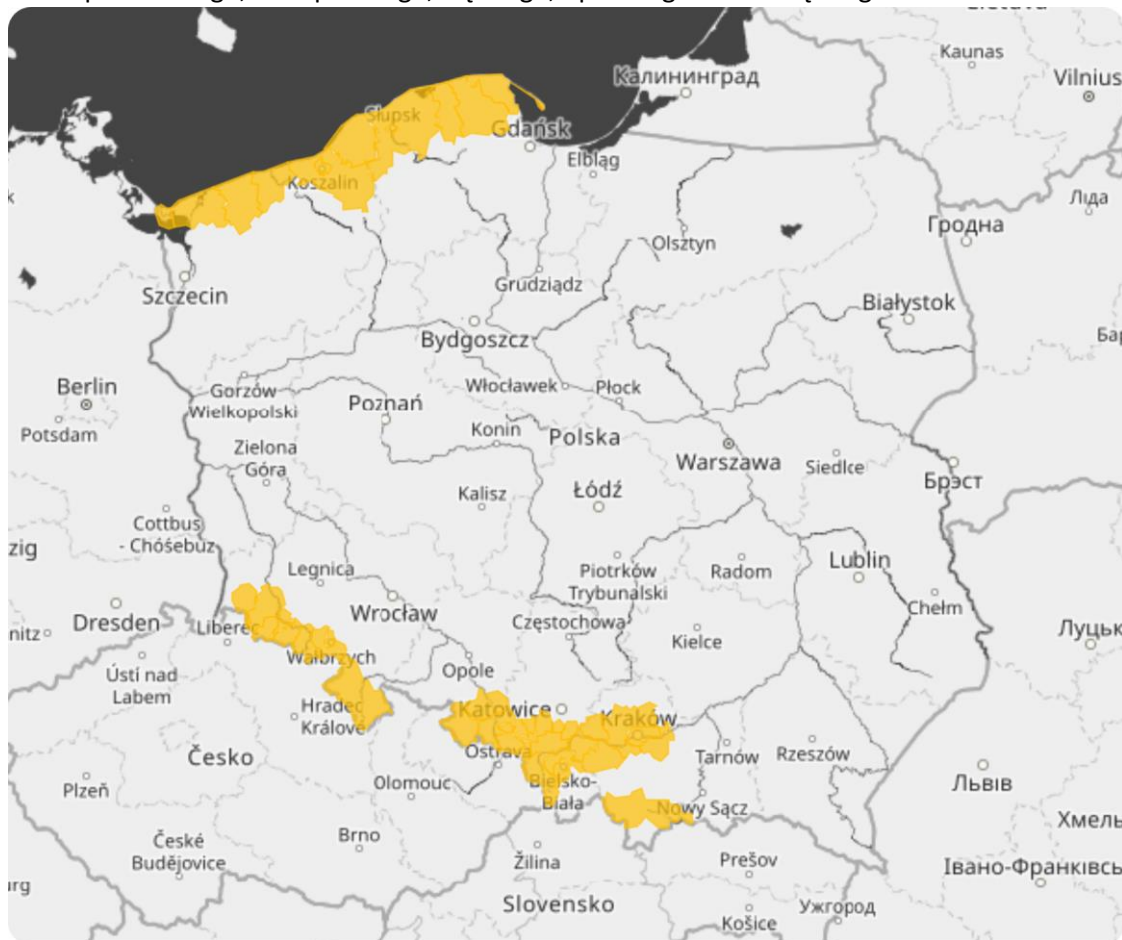 Kaunas
Vilnius
Калининград
Słupsk
Gdańsk
Elbląg
Koszalin
Ліда
Гродна
Olsztyn
Szczecin
Grudziądz
Białystok
Bydgoszcz
Berlin
Włocławek
Płock
Gorzów
Wielkopolski
Poznań
Potsdam
Konin
Polska
Zielona
Góra
Warszawa
Siedlce
Брэст
Kalisz
Łódź
Cottbus
- Chóśebuz
zig
Legnica
Piotrków
Trybunalski
Radom
Lublin
Chełm
Wrocław
Częstochowa
Dresden
Liberec
Kielce
Луцьк
Wałbrzych
Opole
Ústí nad
Labem
Hradec
Králové
Katowice
Kraków
Ostrava
Česko
Tarnów
Rzeszów
Plzeň
Olomouc
Bielsko-
Biała
Nowy Sącz
Львів
Brno
České
Budějovice
Žilina
Prešov
Slovensko
Ужгород
Košice